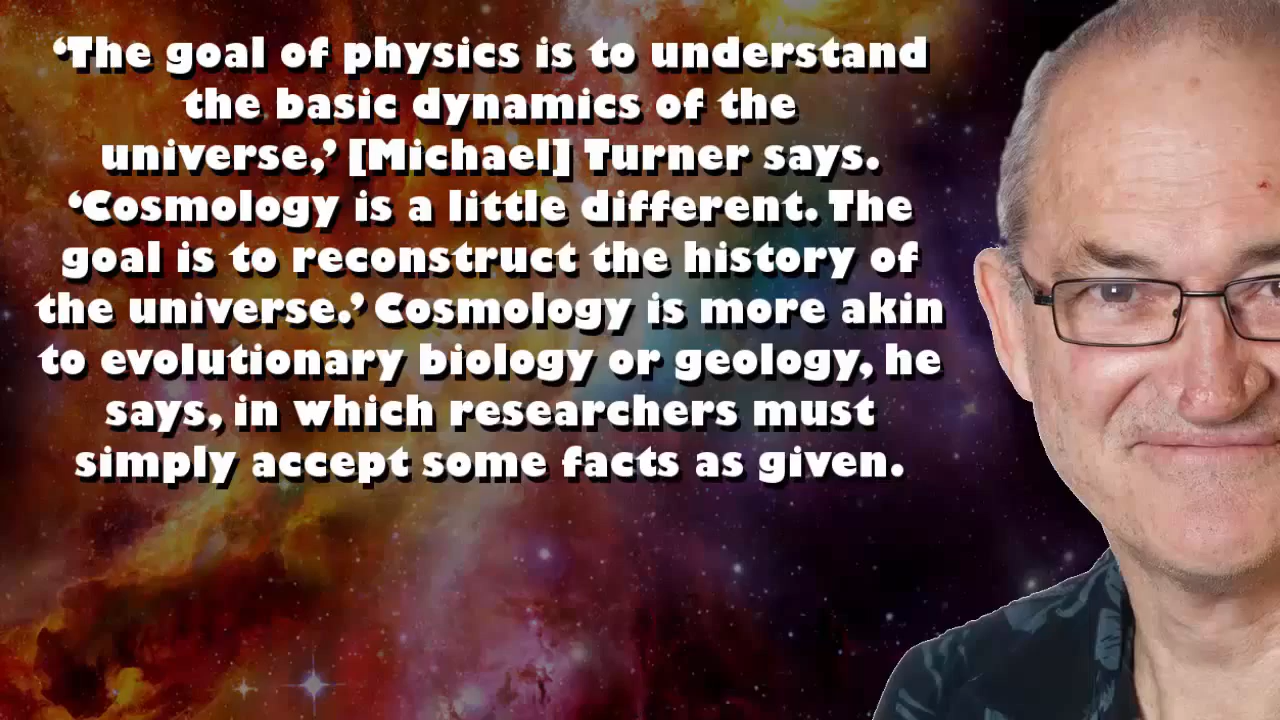 ‘The goal of physics is to understand
the basic dynamics of the
universe,’ [Michael] Turner says.
‘Cosmology is a little different. The
goal is to reconstruct the history of
the universe.’ Cosmology is more akin
to evolutionary biology or geology, he
says, in which researchers must
simply accept some facts as given.